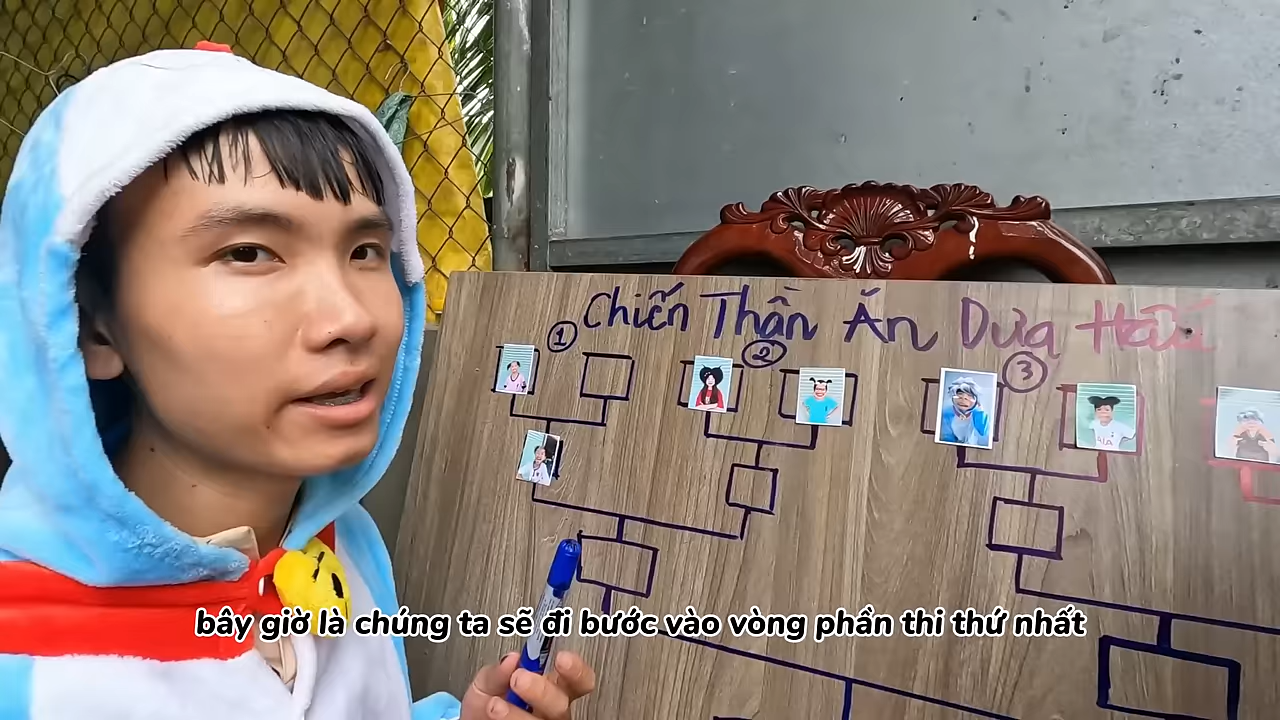 Chiến Thần Ăn Dưa Hấu
1
2
3
bây giờ là chúng ta sẽ đi bước vào vòng phần thi thứ nhất